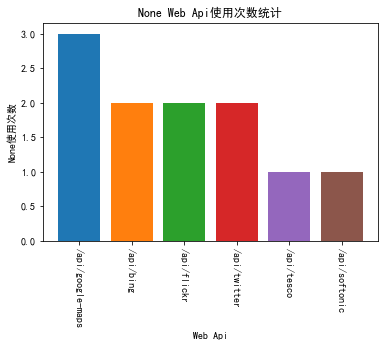 None Web Api使用次数统计
None使用次数
3.0
2.5
2.0
1.5
1.0
0.5
0.0
/api/google-maps
/api/bing
/api/flickr
/api/twitter
/api/tesco
/api/softonic
Web Api